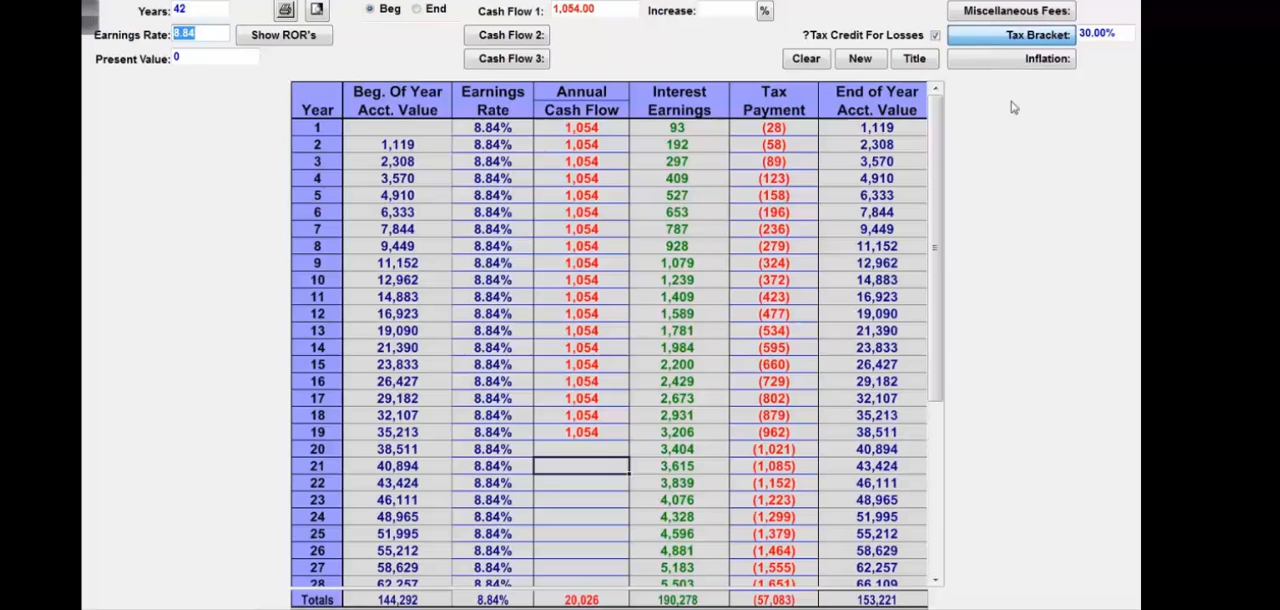 Years: 42 Beg End Cash Flow 1: 1,054.00 Increase: % Miscellaneous Fees:
Earnings Rate: 8.84 Show ROR's Cash Flow 2: ?Tax Credit For Losses Tax Bracket: 30.00%
Present Value: 0 Cash Flow 3: Clear New Title Inflation:
Beg. Of Year Earnings Annual Interest Tax End of Year
Year Acct. Value Rate Cash Flow Earnings Payment Acct. Value
1 8.84% 1,054 93 (28) 1,119
2 1,119 8.84% 1,054 192 (58) 2,308
3 2,308 8.84% 1,054 297 (89) 3,570
4 3,570 8.84% 1,054 409 (123) 4,910
5 4,910 8.84% 1,054 527 (158) 6,333
6 6,333 8.84% 1,054 653 (196) 7,844
7 7,844 8.84% 1,054 787 (236) 9,449
8 9,449 8.84% 1,054 928 (279) 11,152
9 11,152 8.84% 1,054 1,079 (324) 12,962
10 12,962 8.84% 1,054 1,239 (372) 14,883
11 14,883 8.84% 1,054 1,409 (423) 16,923
12 16,923 8.84% 1,054 1,589 (477) 19,090
13 19,090 8.84% 1,054 1,781 (534) 21,390
14 21,390 8.84% 1,054 1,984 (595) 23,833
15 23,833 8.84% 1,054 2,200 (660) 26,427
16 26,427 8.84% 1,054 2,429 (729) 29,182
17 29,182 8.84% 1,054 2,673 (802) 32,107
18 32,107 8.84% 1,054 2,931 (879) 35,213
19 35,213 8.84% 1,054 3,206 (962) 38,511
20 38,511 8.84% 3,404 (1,021) 40,894
21 40,894 8.84% 3,615 (1,085) 43,424
22 43,424 8.84% 3,839 (1,152) 46,111
23 46,111 8.84% 4,076 (1,223) 48,965
24 48,965 8.84% 4,328 (1,299) 51,995
25 51,995 8.84% 4,596 (1,379) 55,212
26 55,212 8.84% 4,881 (1,464) 58,629
27 58,629 8.84% 5,183 (1,555) 62,257
28 62,257 8.84% 5,503 (1,651) 66,109
Totals 144,292 8.84% 20,026 190,278 (57,083) 153,221